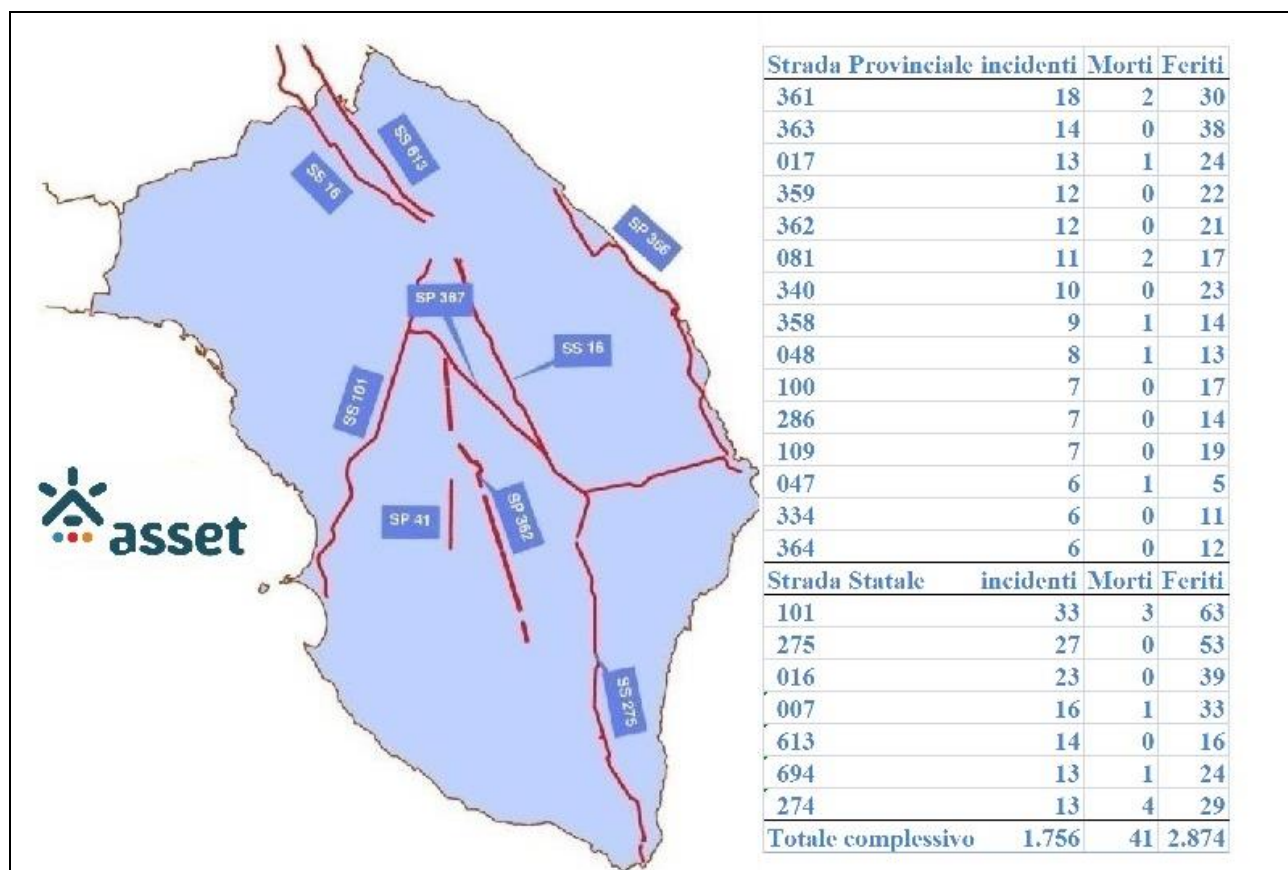 SS 613
SS 16
SP 366
SP 367
SS 16
SS 101
SP 41
SP 362
SS 275
asset
Strada Provinciale incidenti Morti Feriti
361 18 2 30
363 14 0 38
017 13 1 24
359 12 0 22
362 12 0 21
081 11 2 17
340 10 0 23
358 9 1 14
048 8 1 13
100 7 0 17
286 7 0 14
109 7 0 19
047 6 1 5
334 6 0 11
364 6 0 12
Strada Statale incidenti Morti Feriti
101 33 3 63
275 27 0 53
016 23 0 39
007 16 1 33
613 14 0 16
694 13 1 24
274 13 4 29
Totale complessivo 1.756 41 2.874